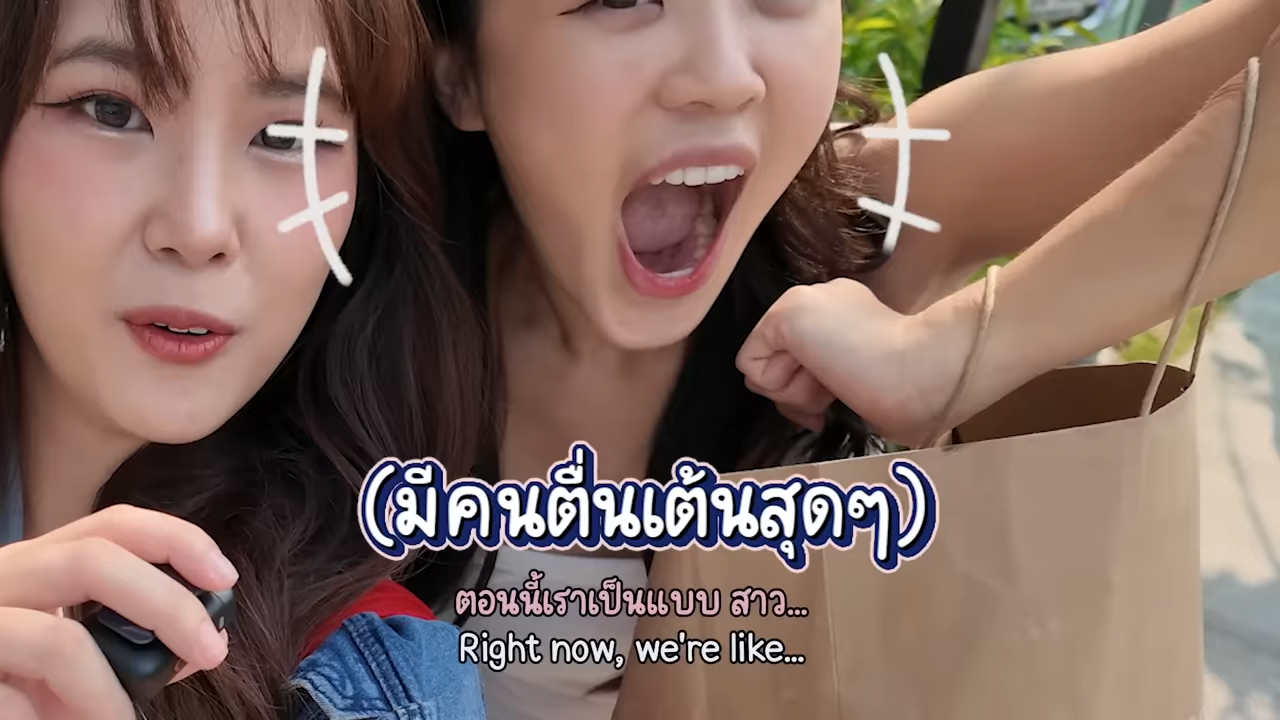 (มีคนตื่นเต้นสุดๆ)
ตอนนี้เราเป็นแบบ สาว...
Right now, we're like...